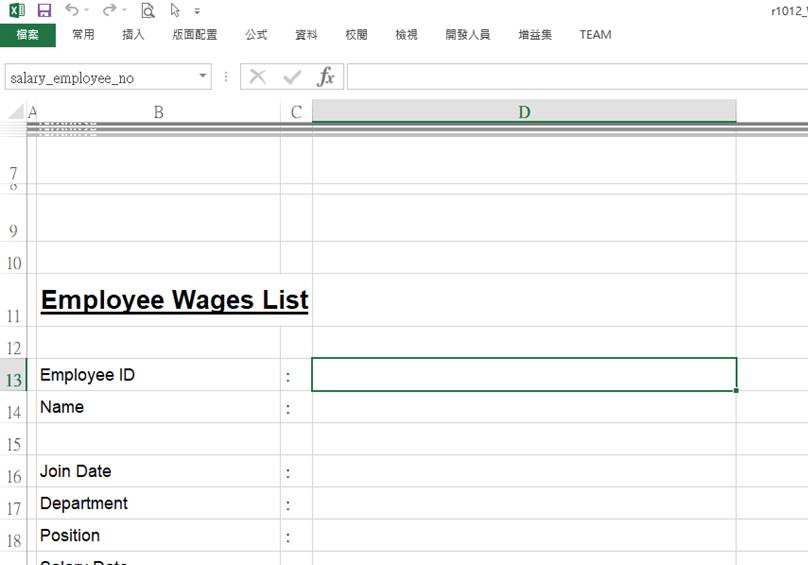 r1012_
檔案 常用 插入 版面配置 公式 資料 校閱 檢視 開發人員 增益集 TEAM
salary_employee_no fx
A B C D
7
8
9
10
11 Employee Wages List
12
13 Employee ID :
14 Name :
15
16 Join Date :
17 Department :
18 Position :
Salary Date